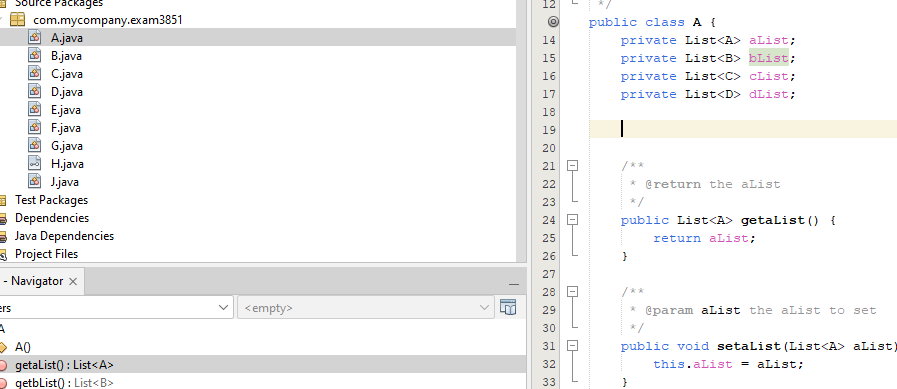 Source Packages
com.mycompany.exam3851
A.java
B.java
C.java
D.java
E.java
F.java
G.java
H.java
J.java
Test Packages
Dependencies
Java Dependencies
Project Files
- Navigator
<empty>
A
A()
getaList() : List<A>
getbList() : List<B>
12 */
public class A {
14 private List<A> aList;
15 private List<B> bList;
16 private List<C> cList;
17 private List<D> dList;
18
19
20
21 /**
22 * @return the aList
23 */
24 public List<A> getaList() {
25 return aList;
26 }
27
28 /**
29 * @param aList the aList to set
30 */
31 public void setaList(List<A> aList)
32 this.aList = aList;
33 }